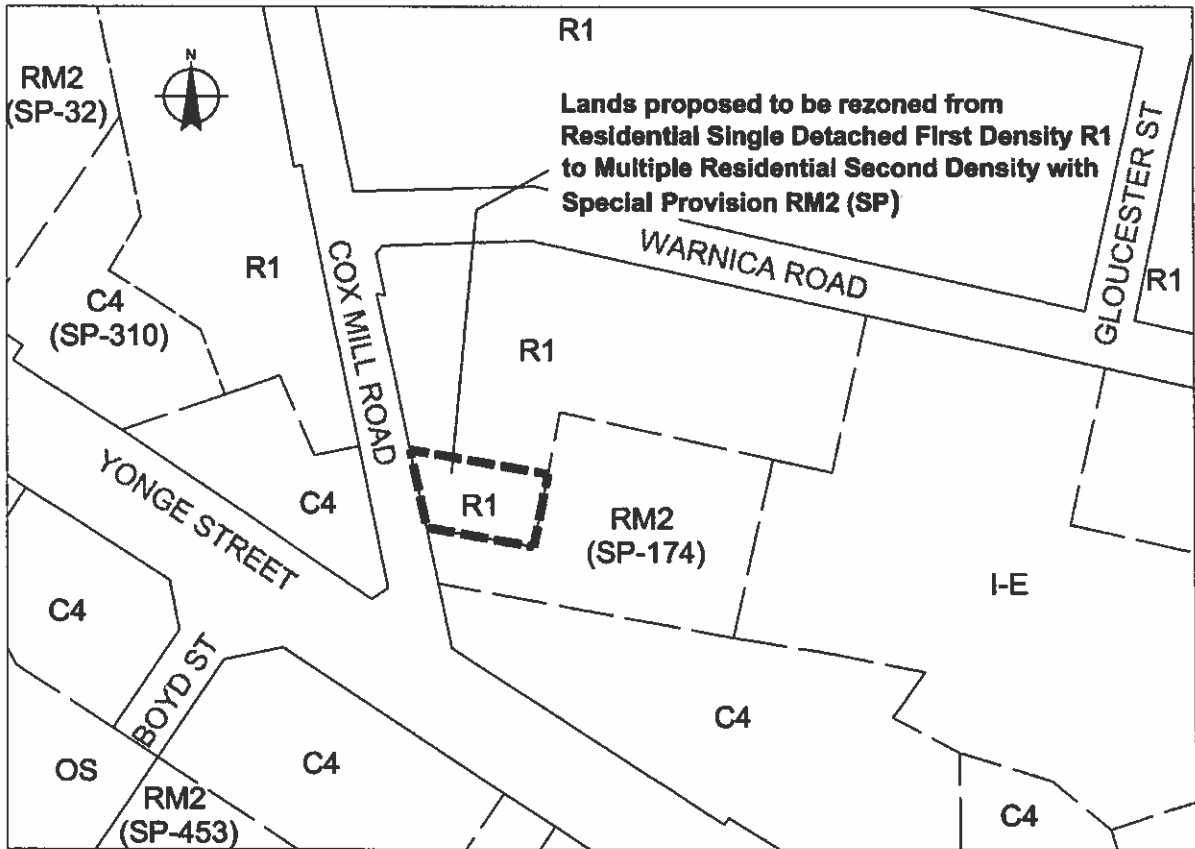 R1
RM2
(SP-32)
N
Lands proposed to be rezoned from
Residential Single Detached First Density R1
to Multiple Residential Second Density with
Special Provision RM2 (SP)
GLOUCESTER ST
R1
WARNICA ROAD
COX MILL ROAD
R1
C4
(SP-310)
R1
YONGE STREET
C4
R1
RM2
(SP-174)
I-E
C4
BOYD ST
C4
C4
OS
RM2
(SP-453)
C4